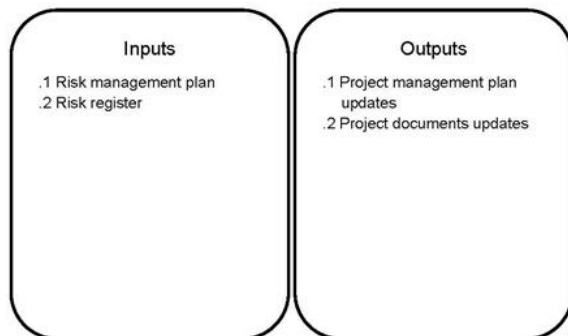 Inputs
.1 Risk management plan
.2 Risk register
Outputs
.1 Project management plan
updates
.2 Project documents updates